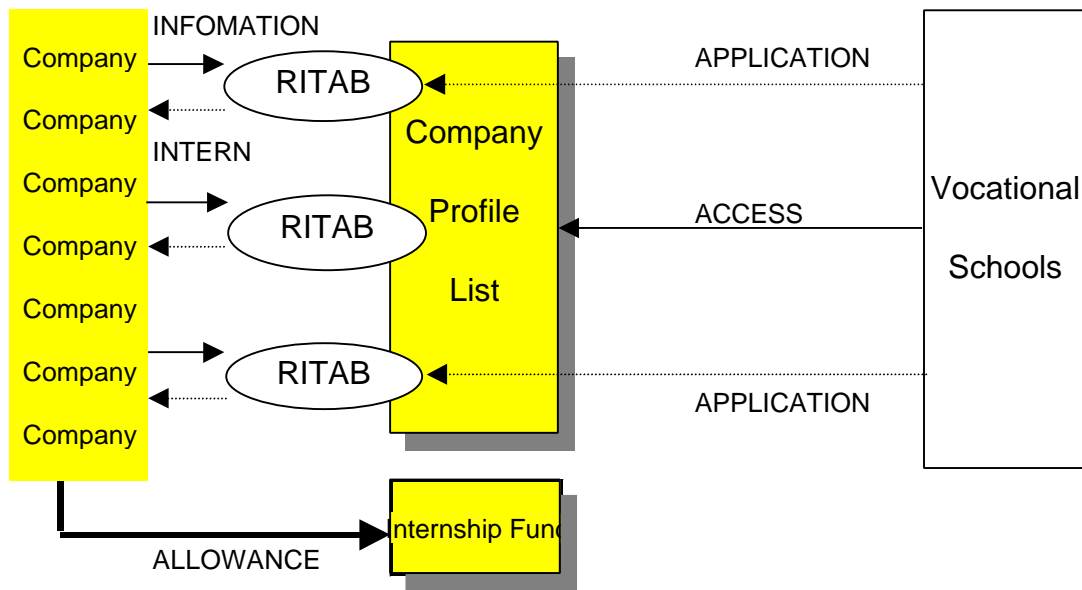 INFOMATION
Company
RITAB
APPLICATION
Company
Company
INTERN
Company
Profile
List
Company
RITAB
ACCESS
Vocational
Schools
Company
Company
Company
RITAB
APPLICATION
Company
Internship Fund
ALLOWANCE